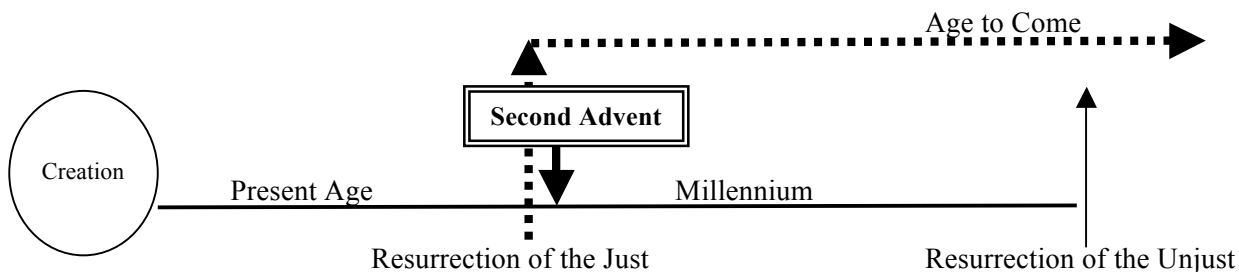 Age to Come
Second Advent
Creation
Present Age
Millennium
Resurrection of the Just
Resurrection of the Unjust